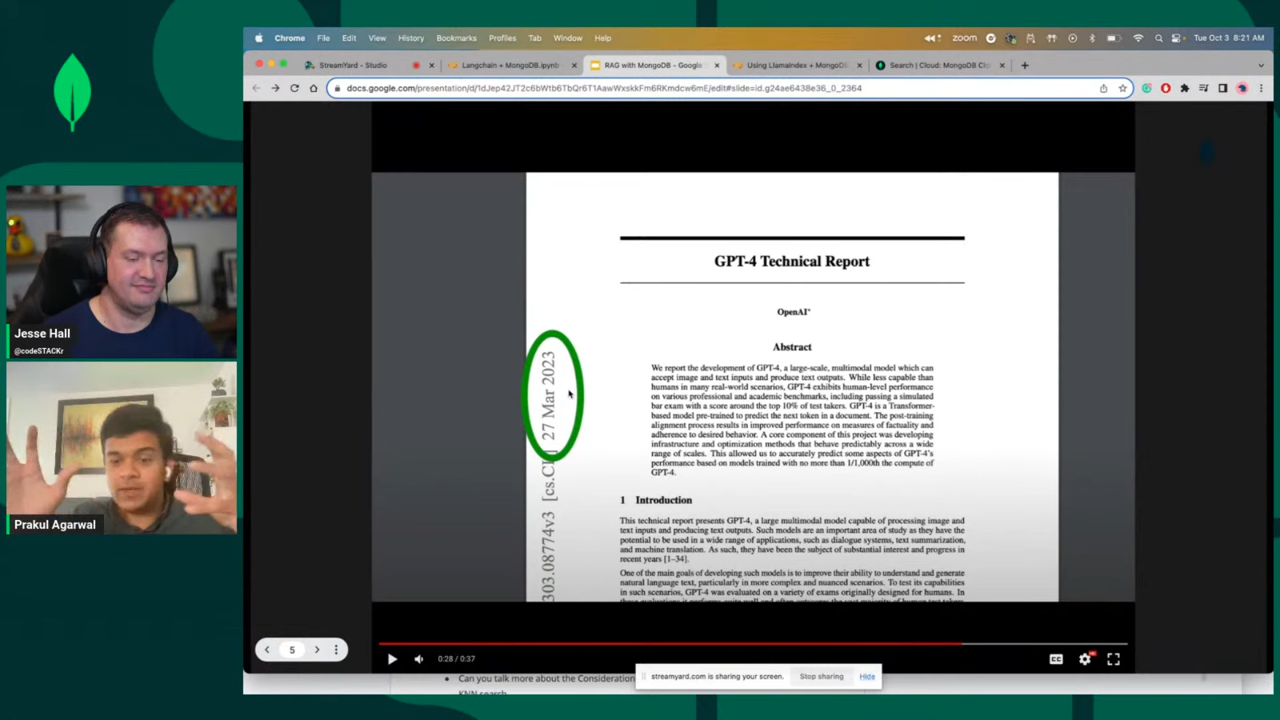 Chrome File Edit View History Bookmarks Profiles Tab Window Help
zoom
Tue Oct 3 8:21 AM
StreamYard - Studio
Langchain + MongoDB.ipynb
RAG with MongoDB - Google
Using LlamaIndex + MongoDB
Search | Cloud: MongoDB Cl
docs.google.com/presentation/d/1dJep42JT2c6bWtb6TbQr6T1AawWxskkFm6RKmdcw6mE/edit#slide=id.g24ae6438e36_0_2364
GPT-4 Technical Report
OpenAI*
Abstract
We report the development of GPT-4, a large-scale, multimodal model which can
accept image and text inputs and produce text outputs. While less capable than
humans in many real-world scenarios, GPT-4 exhibits human-level performance
on various professional and academic benchmarks, including passing a simulated
bar exam with a score around the top 10% of test takers. GPT-4 is a Transformer-
based model pre-trained to predict the next token in a document. The post-training
alignment process results in improved performance on measures of factuality and
adherence to desired behavior. A core component of this project was developing
infrastructure and optimization methods that behave predictably across a wide
range of scales. This allowed us to accurately predict some aspects of GPT-4's
performance based on models trained with no more than 1/1,000th the compute of
GPT-4.
1 Introduction
This technical report presents GPT-4, a large multimodal model capable of processing image and
text inputs and producing text outputs. Such models are an important area of study as they have the
potential to be used in a wide range of applications, such as dialogue systems, text summarization,
and machine translation. As such, they have been the subject of substantial interest and progress in
recent years [1–34].
One of the main goals of developing such models is to improve their ability to understand and generate
natural language text, particularly in more complex and nuanced scenarios. To test its capabilities
in such scenarios, GPT-4 was evaluated on a variety of exams originally designed for humans. In
303.08774v3 [cs.CL] 27 Mar 2023
Jesse Hall
@codeSTACKr
Prakul Agarwal
5
0:28 / 0:37
CC
streamyard.com is sharing your screen.
Stop sharing
Hide
Can you talk more about the Consideration
KNN search